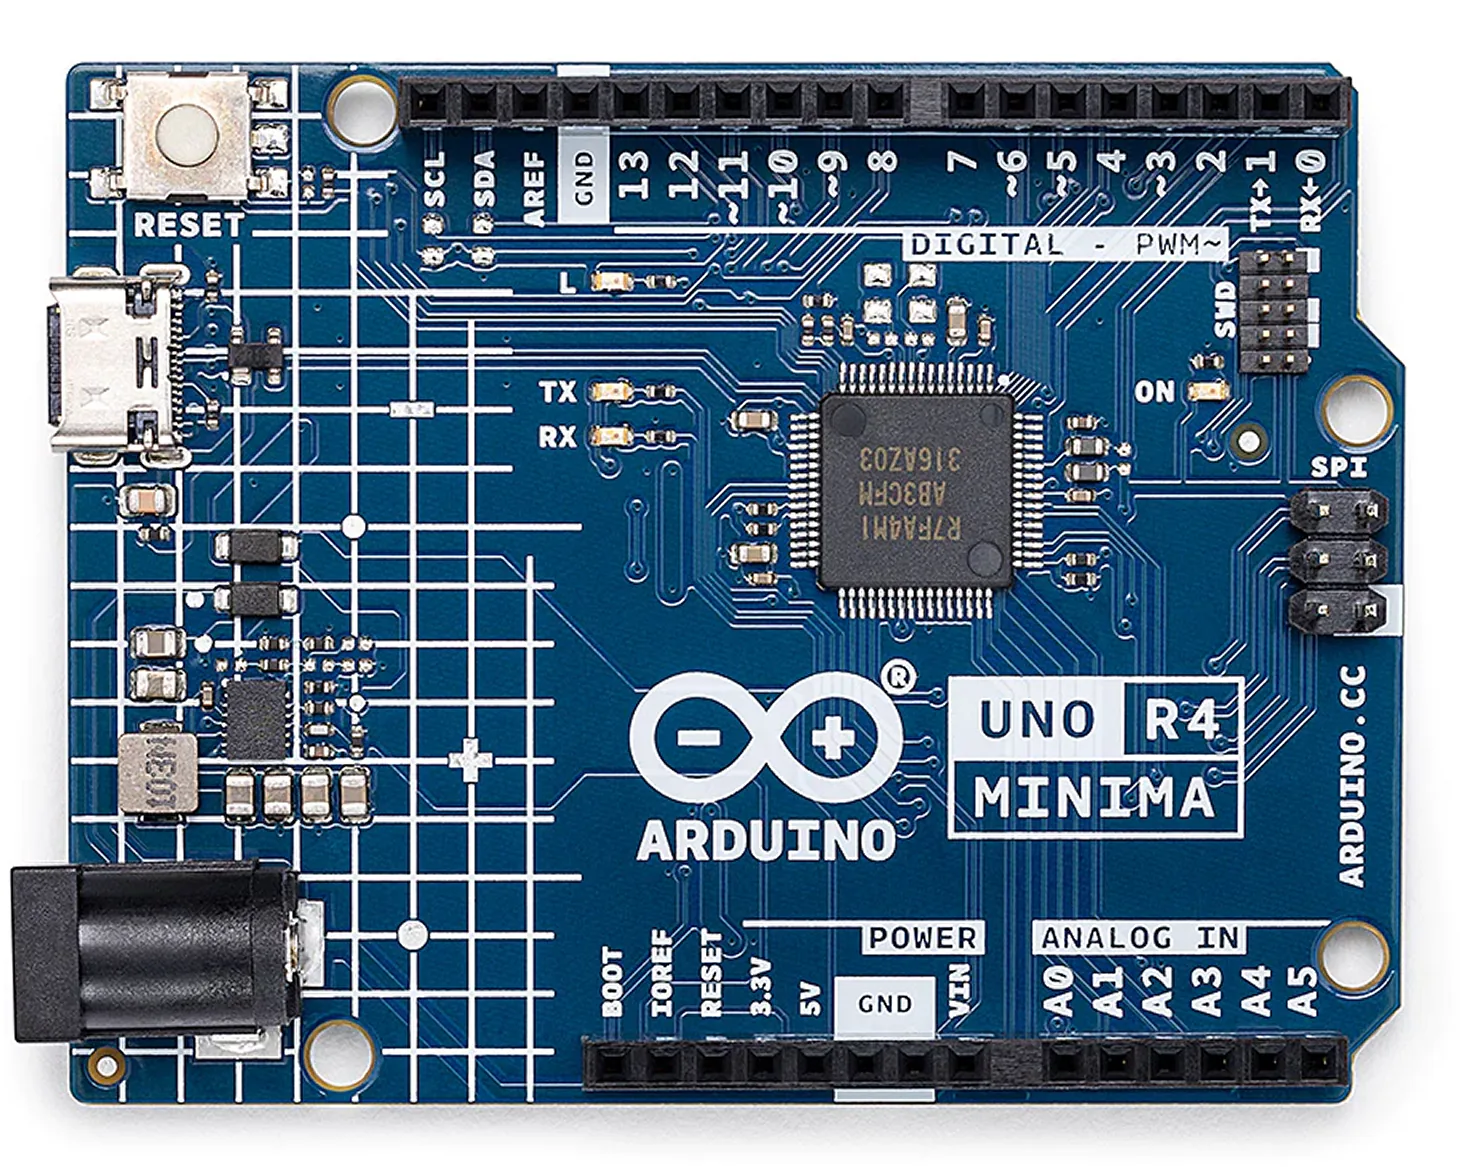 RESET
SCL
SDA
AREF
GND
13
12
~11
~10
~9
8
7
~6
~5
4
~3
2
TX→1
RX←0
DIGITAL - PWM~
L
SWD
TX
RX
ON
SPI
R7FA4M1
AB3CFM
316AZ03
®
UNO R4
MINIMA
ARDUINO
ARDUINO.CC
POWER
ANALOG IN
BOOT
IOREF
RESET
3.3V
5V
GND
VIN
A0
A1
A2
A3
A4
A5